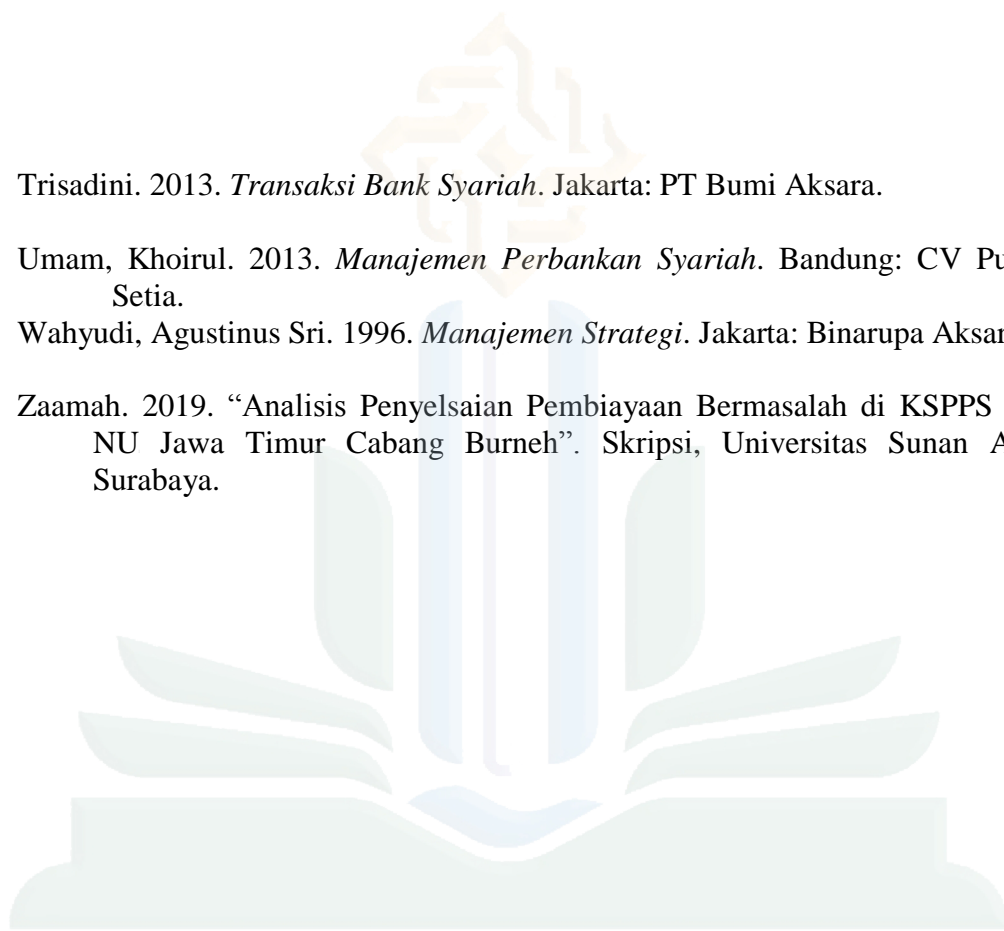 Trisadini. 2013. Transaksi Bank Syariah. Jakarta: PT Bumi Aksara.
Umam, Khoirul. 2013. Manajemen Perbankan Syariah. Bandung: CV
Setia.
Wahyudi, Agustinus Sri. 1996. Manajemen Strategi. Jakarta: Binarupa
Zaamah. 2019. “Analisis Penyelsaian Pembiayaan Bermasalah di KSPPS
NU Jawa Timur Cabang Burneh”. Skripsi, Universitas Sunan
Surabaya.